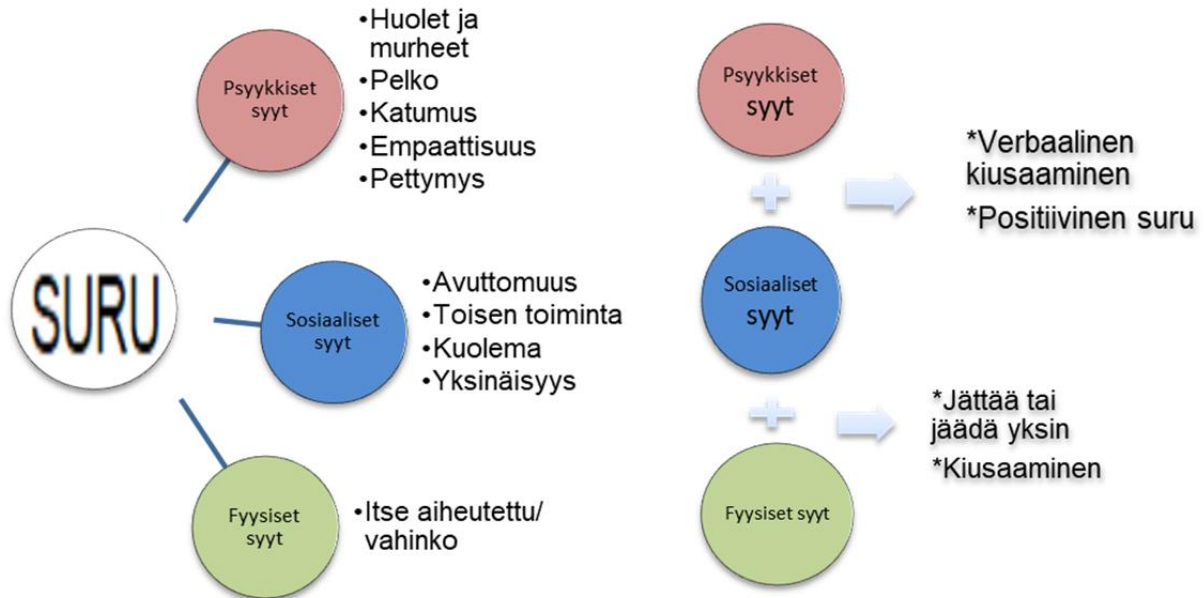 Psyykkiset
syyt
•Huolet ja
murheet
•Pelko
•Katumus
•Empaattisuus
•Pettymys
SURU
Sosiaaliset
syyt
•Avuttomuus
•Toisen toiminta
•Kuolema
•Yksinäisyys
Fyysiset
syyt
•Itse aiheutettu/
vahinko
Psyykkiset
syyt
*Verbaalinen
kiusaaminen
*Positiivinen suru
Sosiaaliset
syyt
*Jättää tai
jäädä yksin
*Kiusaaminen
Fyysiset syyt